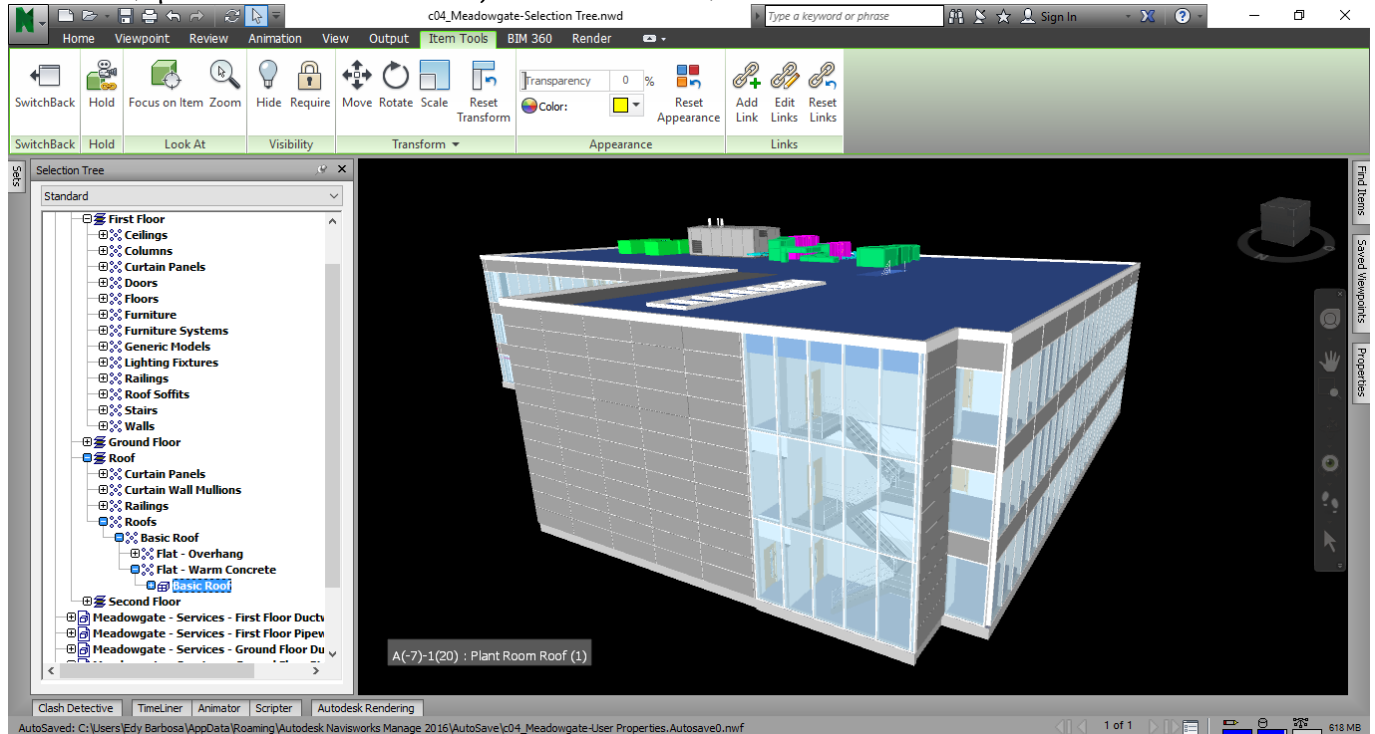 c04_Meadowgate-Selection Tree.nwd
Type a keyword or phrase
Sign In
Home Viewpoint Review Animation View Output Item Tools BIM 360 Render
SwitchBack
Hold
Focus on Item
Zoom
Hide
Require
Move
Rotate
Scale
Reset Transform
Transparency 0 %
Color:
Reset Appearance
Add Link
Edit Links
Reset Links
SwitchBack Hold Look At Visibility Transform Appearance Links
Sets
Selection Tree
Standard
First Floor
Ceilings
Columns
Curtain Panels
Doors
Floors
Furniture
Furniture Systems
Generic Models
Lighting Fixtures
Railings
Roof Soffits
Stairs
Walls
Ground Floor
Roof
Curtain Panels
Curtain Wall Mullions
Railings
Roofs
Basic Roof
Flat - Overhang
Flat - Warm Concrete
Basic Roof
Second Floor
Meadowgate - Services - First Floor Ductv
Meadowgate - Services - First Floor Pipew
Meadowgate - Services - Ground Floor Du
A(-7)-1(20) : Plant Room Roof (1)
N
Find Items
Saved Viewpoints
Properties
Clash Detective TimeLiner Animator Scripter Autodesk Rendering
AutoSaved: C:\Users\Edy Barbosa\AppData\Roaming\Autodesk Navisworks Manage 2016\AutoSave\c04_Meadowgate-User Properties.Autosave0.nwf
1 of 1
618 MB